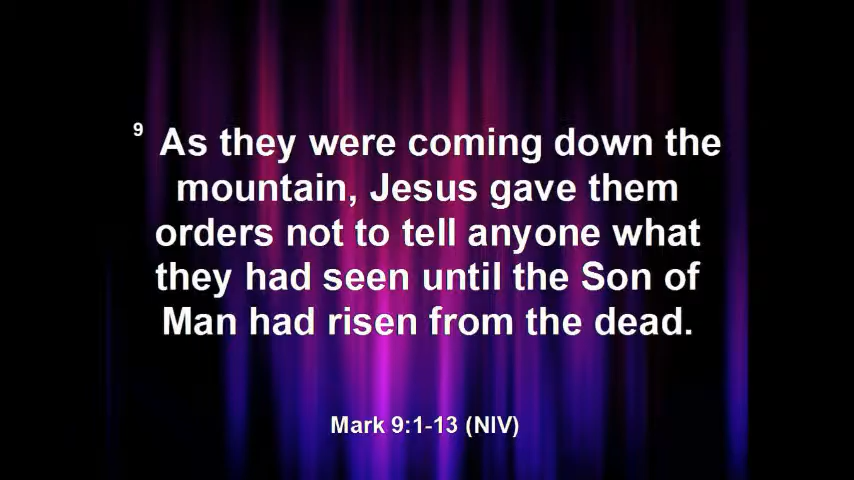 9 As they were coming down the
mountain, Jesus gave them
orders not to tell anyone what
they had seen until the Son of
Man had risen from the dead.
Mark 9:1-13 (NIV)